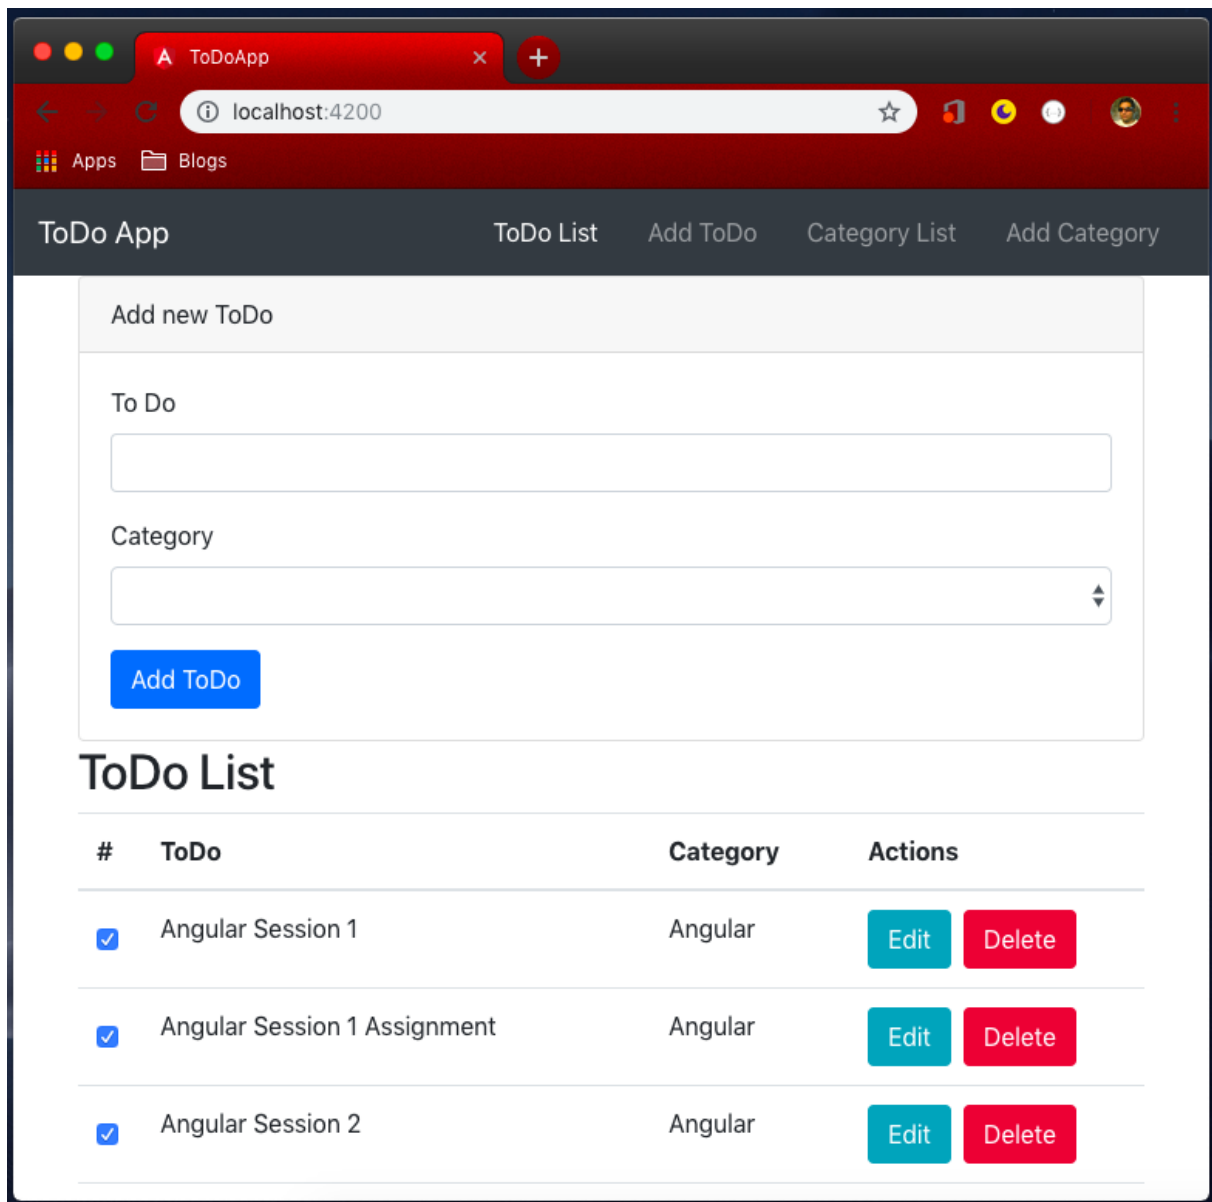 ToDoApp
localhost:4200
Apps Blogs
ToDo App ToDo List Add ToDo Category List Add Category
Add new ToDo
To Do
Category
Add ToDo
ToDo List
# ToDo Category Actions
Angular Session 1 Angular Edit Delete
Angular Session 1 Assignment Angular Edit Delete
Angular Session 2 Angular Edit Delete